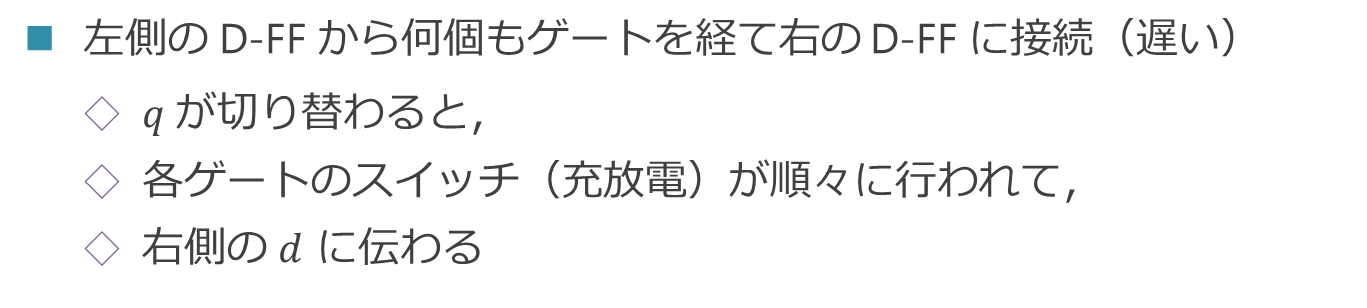 ■ 左側の D-FF から何個もゲートを経て右の D-FF に接続（遅い）
◇ q が切り替わると,
◇ 各ゲートのスイッチ（充放電）が順々に行われて,
◇ 右側の d に伝わる